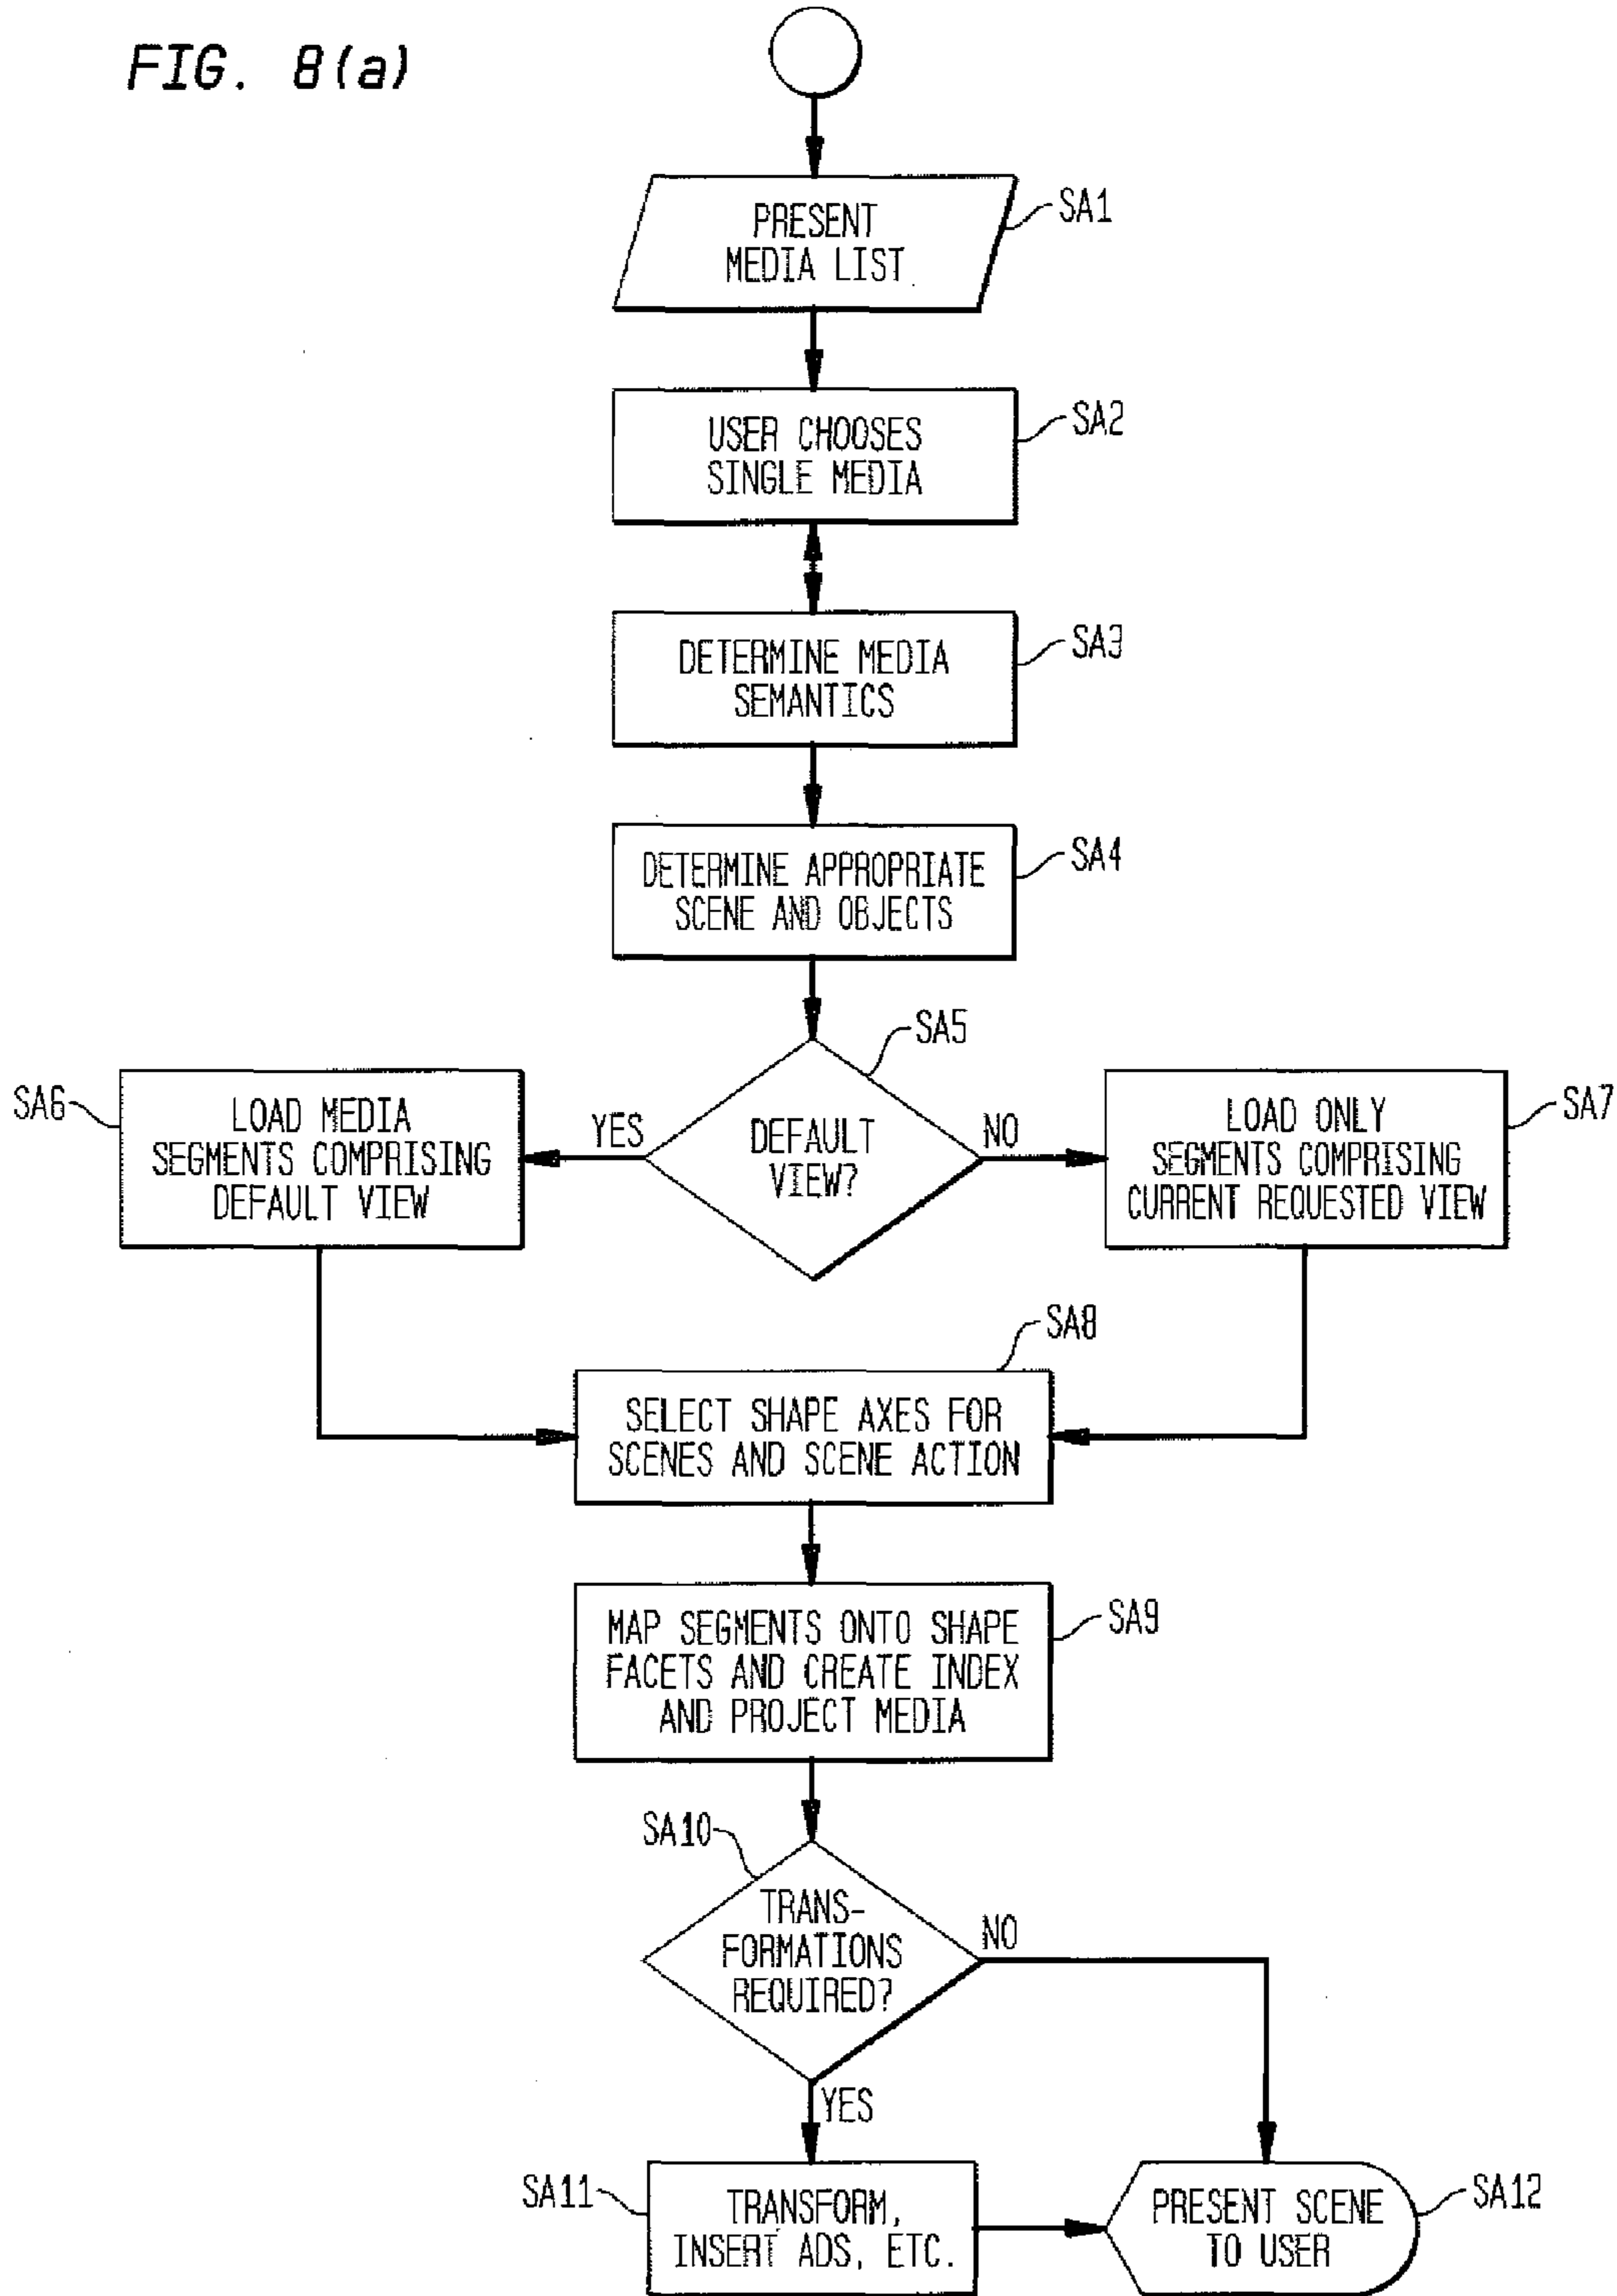 FIG. 8(a)
PRESENT
MEDIA LIST
SA1
USER CHOOSES
SINGLE MEDIA
SA2
DETERMINE MEDIA
SEMANTICS
SA3
DETERMINE APPROPRIATE
SCENE AND OBJECTS
SA4
SA5
DEFAULT
VIEW?
YES
NO
SA6
LOAD MEDIA
SEGMENTS COMPRISING
DEFAULT VIEW
LOAD ONLY
SEGMENTS COMPRISING
CURRENT REQUESTED VIEW
SA7
SA8
SELECT SHAPE AXES FOR
SCENES AND SCENE ACTION
MAP SEGMENTS ONTO SHAPE
FACETS AND CREATE INDEX
AND PROJECT MEDIA
SA9
SA10
TRANS-
FORMATIONS
REQUIRED?
NO
YES
SA11
TRANSFORM,
INSERT ADS, ETC.
PRESENT SCENE
TO USER
SA12